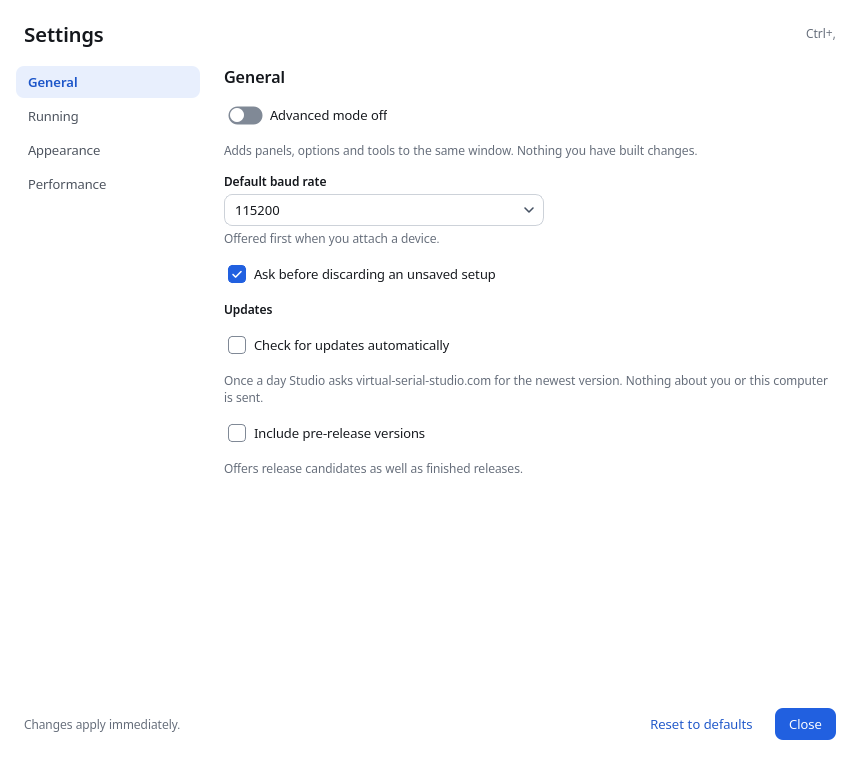 Settings
Ctrl+,
General
Running
Appearance
Performance
General
Advanced mode off
Adds panels, options and tools to the same window. Nothing you have built changes.
Default baud rate
115200
Offered first when you attach a device.
Ask before discarding an unsaved setup
Updates
Check for updates automatically
Once a day Studio asks virtual-serial-studio.com for the newest version. Nothing about you or this computer
is sent.
Include pre-release versions
Offers release candidates as well as finished releases.
Changes apply immediately.
Reset to defaults
Close